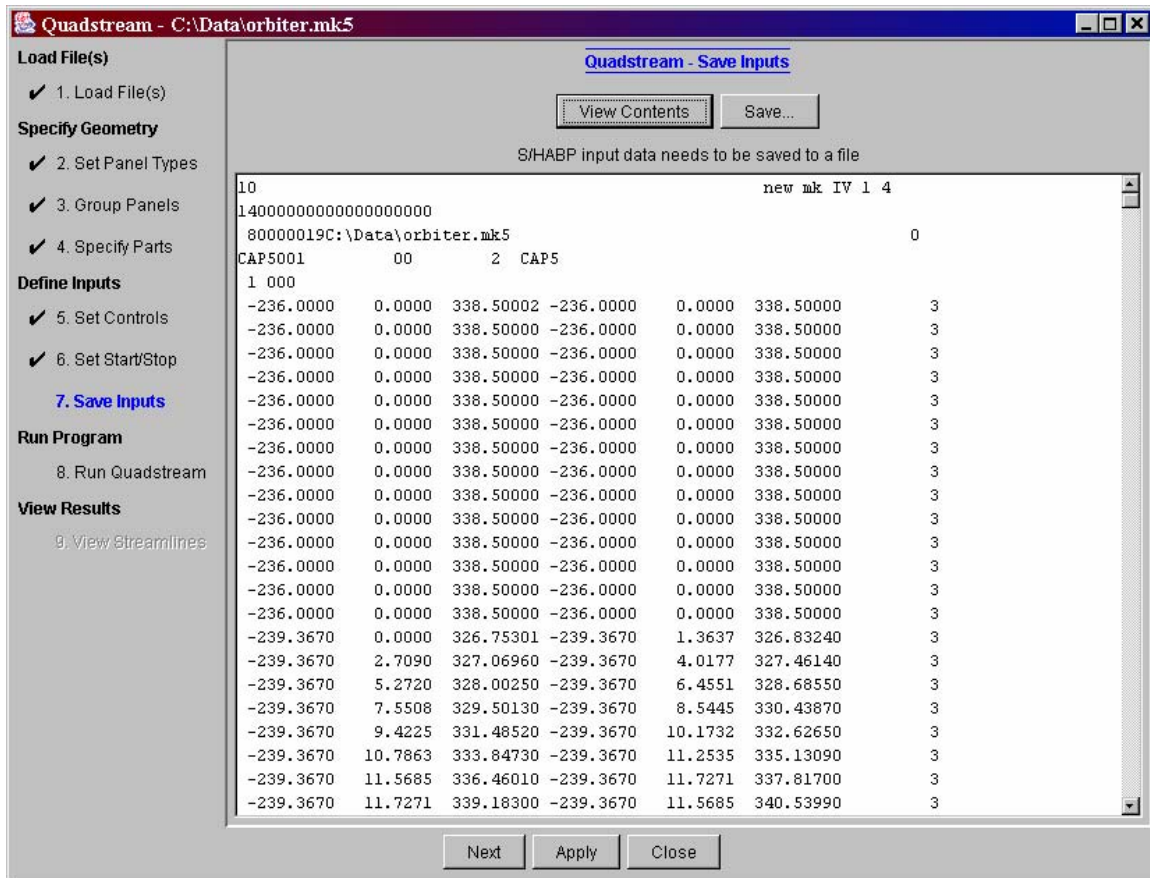 Quadstream - C:\Data\orbiter.mk5
Load File(s)
✔ 1. Load File(s)
Specify Geometry
✔ 2. Set Panel Types
✔ 3. Group Panels
✔ 4. Specify Parts
Define Inputs
✔ 5. Set Controls
✔ 6. Set Start/Stop
7. Save Inputs
Run Program
8. Run Quadstream
View Results
9. View Streamlines
Quadstream - Save Inputs
View Contents Save...
S/HABP input data needs to be saved to a file
10 new mk IV 1 4
14000000000000000000
80000019C:\Data\orbiter.mk5 0
CAP5001 00 2 CAP5
1 000
-236.0000 0.0000 338.50002 -236.0000 0.0000 338.50000 3
-236.0000 0.0000 338.50000 -236.0000 0.0000 338.50000 3
-236.0000 0.0000 338.50000 -236.0000 0.0000 338.50000 3
-236.0000 0.0000 338.50000 -236.0000 0.0000 338.50000 3
-236.0000 0.0000 338.50000 -236.0000 0.0000 338.50000 3
-236.0000 0.0000 338.50000 -236.0000 0.0000 338.50000 3
-236.0000 0.0000 338.50000 -236.0000 0.0000 338.50000 3
-236.0000 0.0000 338.50000 -236.0000 0.0000 338.50000 3
-236.0000 0.0000 338.50000 -236.0000 0.0000 338.50000 3
-236.0000 0.0000 338.50000 -236.0000 0.0000 338.50000 3
-236.0000 0.0000 338.50000 -236.0000 0.0000 338.50000 3
-236.0000 0.0000 338.50000 -236.0000 0.0000 338.50000 3
-236.0000 0.0000 338.50000 -236.0000 0.0000 338.50000 3
-236.0000 0.0000 338.50000 -236.0000 0.0000 338.50000 3
-239.3670 0.0000 326.75301 -239.3670 1.3637 326.83240 3
-239.3670 2.7090 327.06960 -239.3670 4.0177 327.46140 3
-239.3670 5.2720 328.00250 -239.3670 6.4551 328.68550 3
-239.3670 7.5508 329.50130 -239.3670 8.5445 330.43870 3
-239.3670 9.4225 331.48520 -239.3670 10.1732 332.62650 3
-239.3670 10.7863 333.84730 -239.3670 11.2535 335.13090 3
-239.3670 11.5685 336.46010 -239.3670 11.7271 337.81700 3
-239.3670 11.7271 339.18300 -239.3670 11.5685 340.53990 3
Next Apply Close